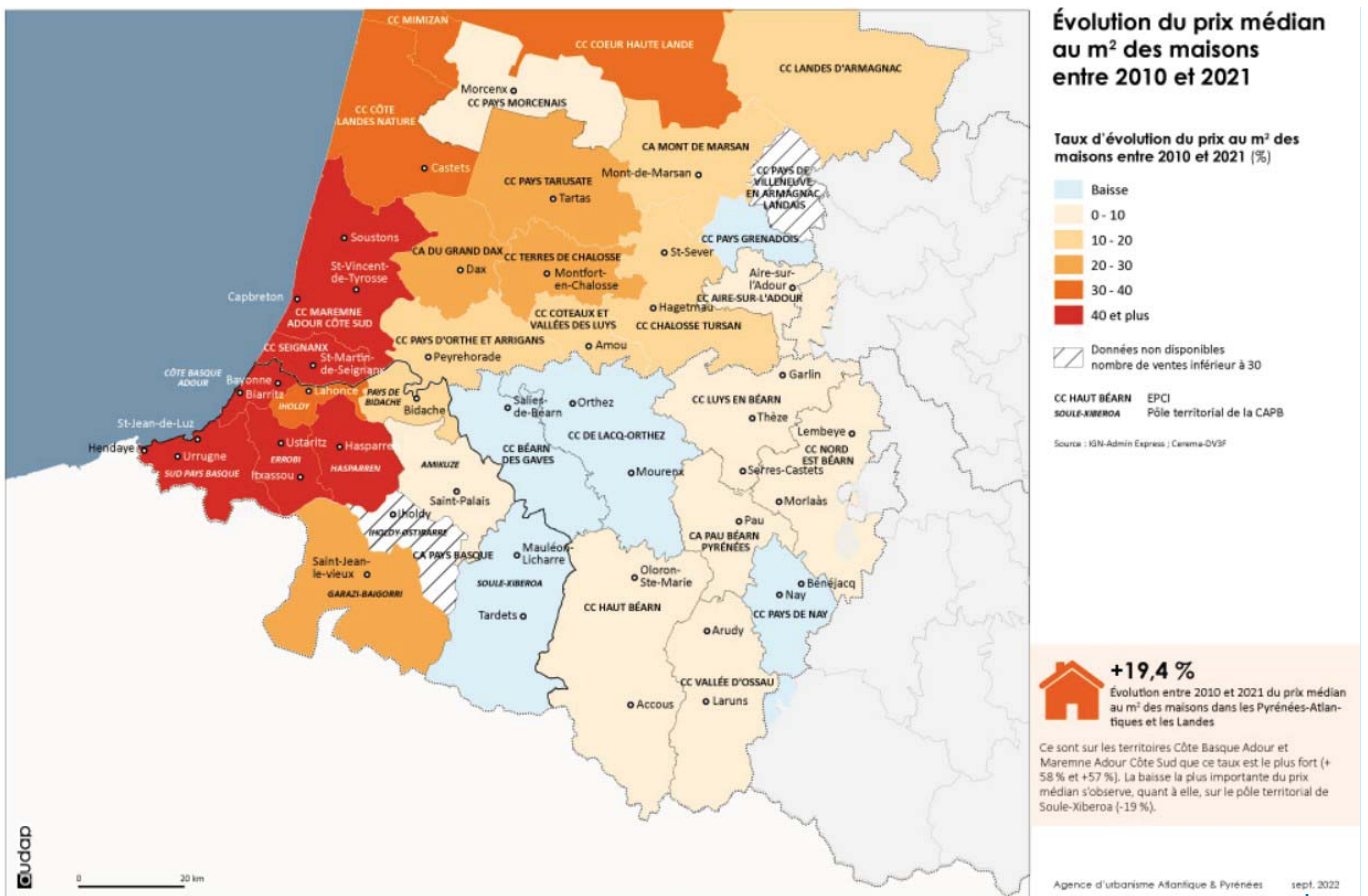 Évolution du prix médian
au m² des maisons
entre 2010 et 2021
Taux d'évolution du prix au m² des
maisons entre 2010 et 2021 (%)
Baisse
0 - 10
10 - 20
20 - 30
30 - 40
40 et plus
Données non disponibles
nombre de ventes inférieur à 30
CC HAUT BÉARN EPCI
SOULE-XIBEROA Pôle territorial de la CAPB
Source : IGN-Admin Express ; Cerema-DV3F
CC MIMIZAN
CC COEUR HAUTE LANDE
CC LANDES D'ARMAGNAC
Morcenx
CC PAYS MORCENAIS
CC CÔTE
LANDES NATURE
CA MONT DE MARSAN
Castets
CC PAYS TARUSATE
Mont-de-Marsan
CC PAYS DE
VILLENEUVE
EN ARMAGNAC
LANDAIS
Tartas
Soustons
CC PAYS GRENADOIS
CA DU GRAND DAX
CC TERRES DE CHALOSSE
St-Sever
St-Vincent-
de-Tyrosse
Dax
Montfort-
en-Chalosse
Aire-sur-
l'Adour
Capbreton
CC AIRE-SUR-L'ADOUR
CC MAREMNE
ADOUR CÔTE SUD
Hagetmau
CC COTEAUX ET
VALLÉES DES LUYS
CC CHALOSSE TURSAN
CC PAYS D'ORTHE ET ARRIGANS
CC SEIGNANX
Amou
Peyrehorade
St-Martin-
de-Seignanx
CÔTE BASQUE
ADOUR
Garlin
Bayonne
Biarritz
Lahonce
IHOLDY
PAYS DE
BIDACHE
Bidache
Salies-
de-Béarn
Orthez
CC LUYS EN BÉARN
Thèze
St-Jean-de-Luz
Lembeye
CC DE LACQ-ORTHEZ
Hendaye
Ustaritz
Hasparren
CC BÉARN
DES GAVES
CC NORD
EST BÉARN
Urrugne
ERROBI
HASPARREN
AMIKUZE
SUD PAYS BASQUE
Itxassou
Mourenx
Serres-Castets
Saint-Palais
Morlaàs
Iholdy
IHOLDY-OSTIBARRE
Pau
CA PAU BÉARN
PYRÉNÉES
CA PAYS BASQUE
Mauléon-
Licharre
Saint-Jean-
le-vieux
Oloron-
Ste-Marie
SOULE-XIBEROA
Bénéjacq
Nay
GARAZI-BAIGORRI
CC HAUT BÉARN
CC PAYS DE NAY
Tardets
Arudy
CC VALLÉE D'OSSAU
Accous
Laruns
+19,4 %
Évolution entre 2010 et 2021 du prix médian
au m² des maisons dans les Pyrénées-Atlan-
tiques et les Landes
Ce sont sur les territoires Côte Basque Adour et
Maremne Adour Côte Sud que ce taux est le plus fort (+
58 % et +57 %). La baisse la plus importante du prix
médian s'observe, quant à elle, sur le pôle territorial de
Soule-Xiberoa (-19 %).
audap
0 20 km
Agence d'urbanisme Atlantique & Pyrénées sept. 2022